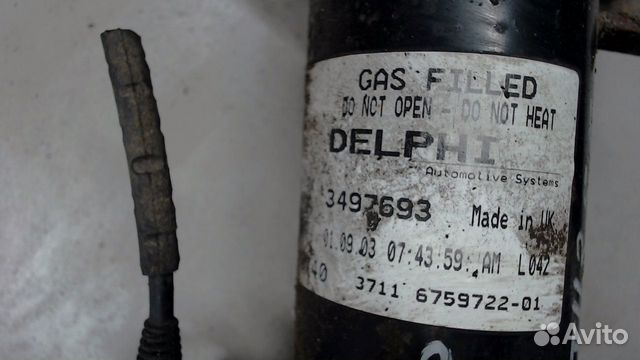 GAS FILLED
DO NOT OPEN - DO NOT HEAT
DELPHI
Automotive Systems
3497693 Made in UK
01.09.03 07:43:59 AM L042
40 3711 6759722-01
Avito